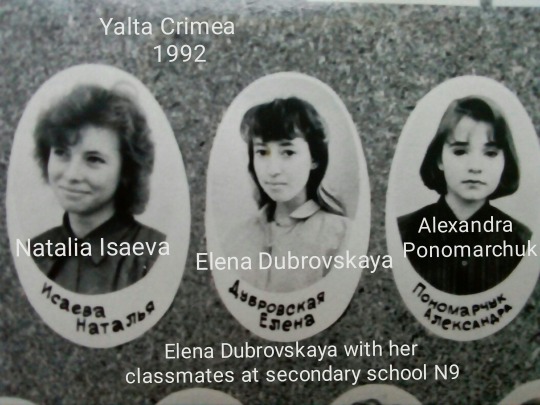 Yalta Crimea
1992
Natalia Isaeva
Elena Dubrovskaya
Alexandra
Ponomarchuk
Исаева
Наталья
Дубровская
Елена
Пономарчук
Александра
Elena Dubrovskaya with her
classmates at secondary school N9